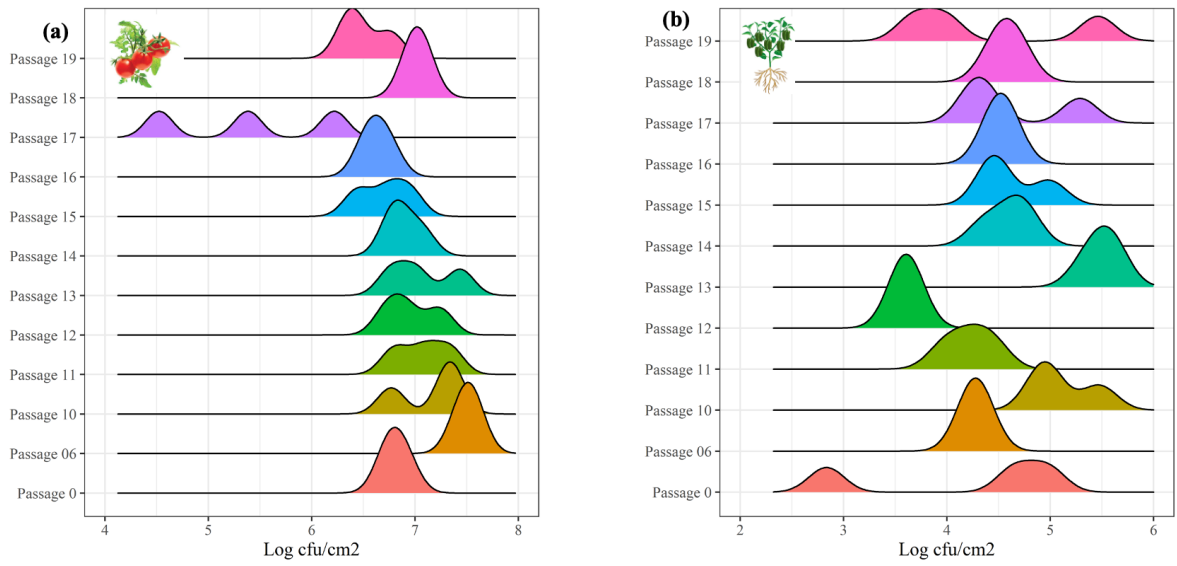 (a)
Passage 19
Passage 18
Passage 17
Passage 16
Passage 15
Passage 14
Passage 13
Passage 12
Passage 11
Passage 10
Passage 06
Passage 0
4 5 6 7 8
Log cfu/cm2
(b)
Passage 19
Passage 18
Passage 17
Passage 16
Passage 15
Passage 14
Passage 13
Passage 12
Passage 11
Passage 10
Passage 06
Passage 0
2 3 4 5 6
Log cfu/cm2